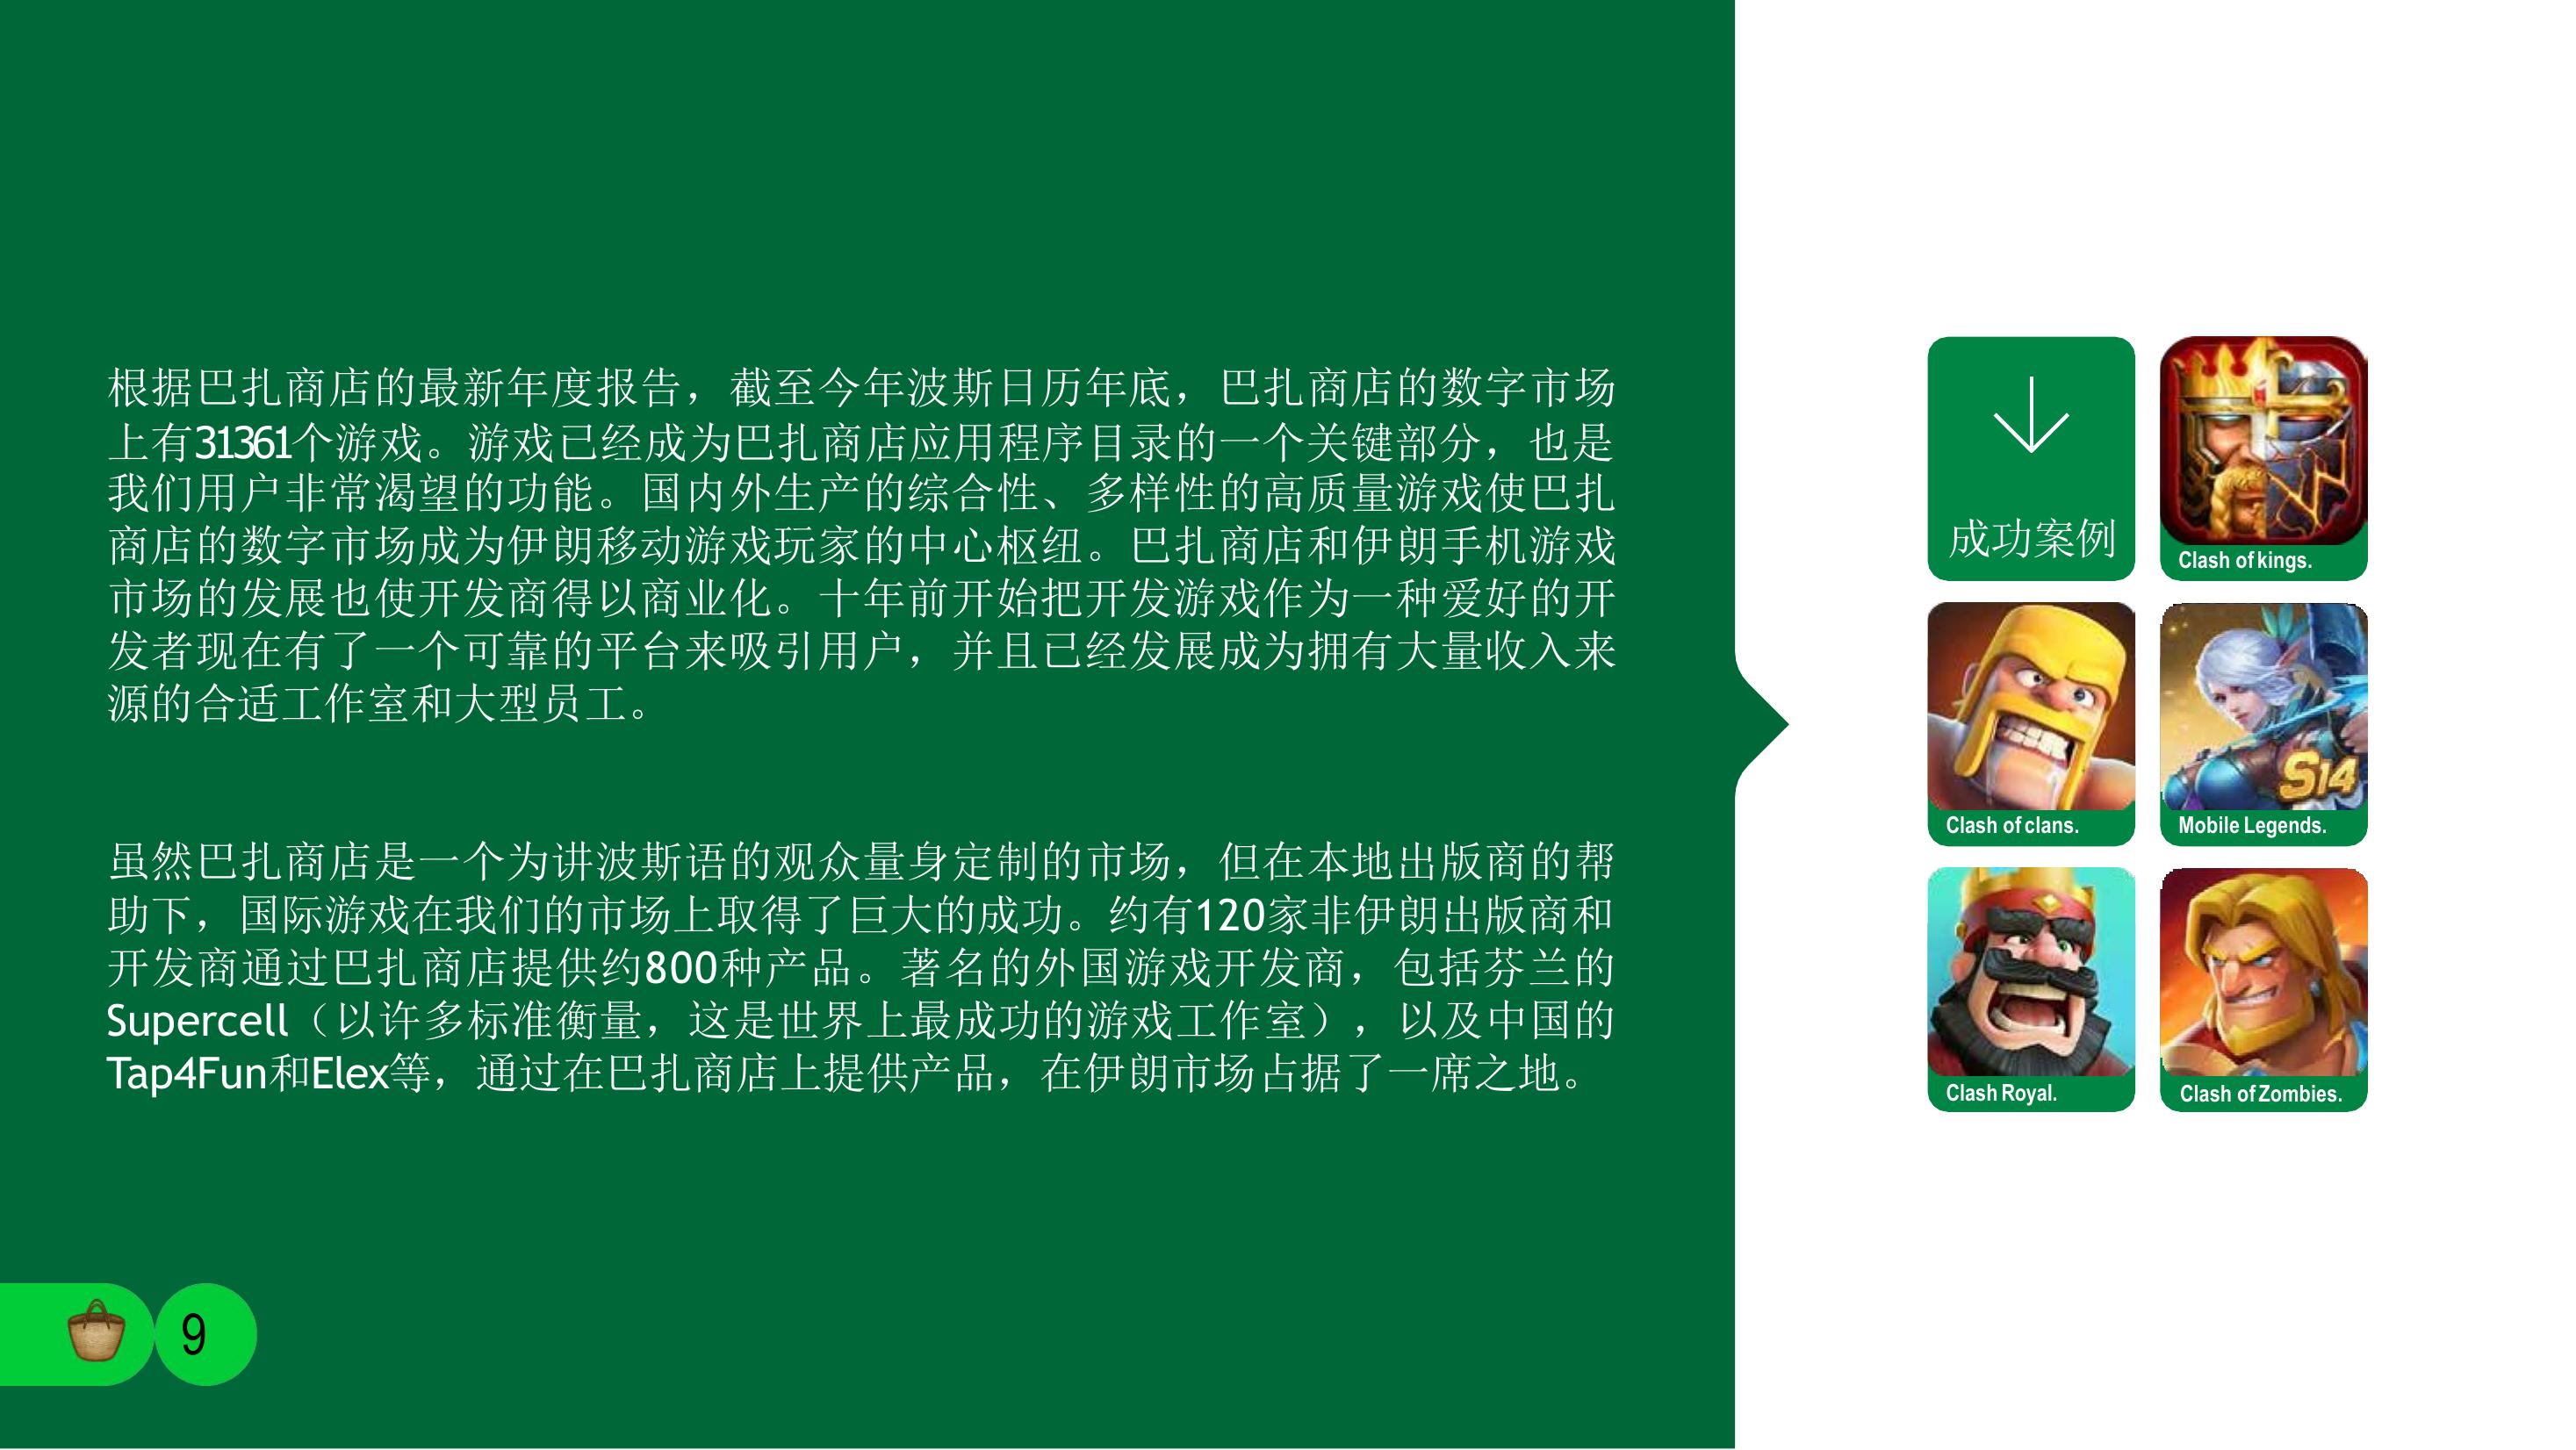 根据巴扎商店的最新年度报告，截至今年波斯日历年底，巴扎商店的数字市场
上有31361个游戏。游戏已经成为巴扎商店应用程序目录的一个关键部分，也是
我们用户非常渴望的功能。国内外生产的综合性、多样性的高质量游戏使巴扎
商店的数字市场成为伊朗移动游戏玩家的中心枢纽。巴扎商店和伊朗手机游戏
市场的发展也使开发商得以商业化。十年前开始把开发游戏作为一种爱好的开
发者现在有了一个可靠的平台来吸引用户，并且已经发展成为拥有大量收入来
源的合适工作室和大型员工。
虽然巴扎商店是一个为讲波斯语的观众量身定制的市场，但在本地出版商的帮
助下，国际游戏在我们的市场上取得了巨大的成功。约有120家非伊朗出版商和
开发商通过巴扎商店提供约800种产品。著名的外国游戏开发商，包括芬兰的
Supercell（以许多标准衡量，这是世界上最成功的游戏工作室），以及中国的
Tap4Fun和Elex等，通过在巴扎商店上提供产品，在伊朗市场占据了一席之地。
成功案例
Clash of kings.
Clash of clans.
S14
Mobile Legends.
Clash Royal.
Clash of Zombies.
9